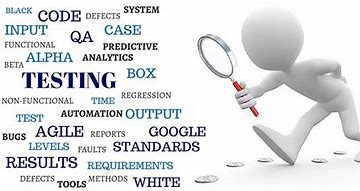 BLACK CODE DEFECTS SYSTEM
INPUT QA CASE
FUNCTIONAL PREDICTIVE
BETA ALPHA ANALYTICS
TESTING BOX
NON-FUNCTIONAL TIME REGRESSION
TEST AUTOMATION OUTPUT
BUGS AGILE REPORTS GOOGLE
LEVELS FAULTS STANDARDS
RESULTS REQUIREMENTS
DEFECTS TOOLS METHODS WHITE